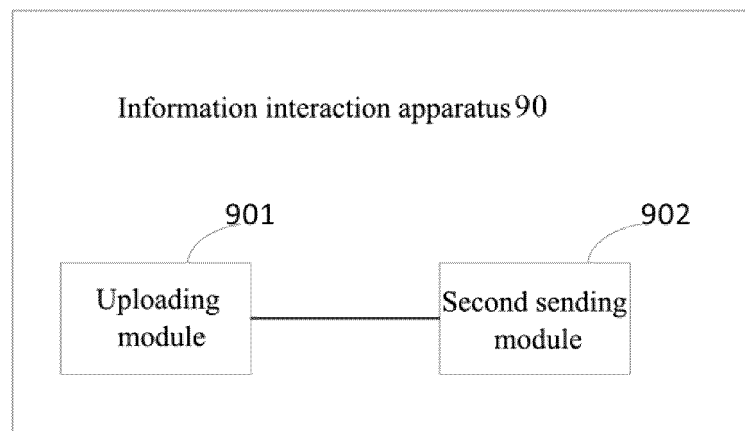 Information interaction apparatus 90
901
902
Uploading
module
Second sending
module